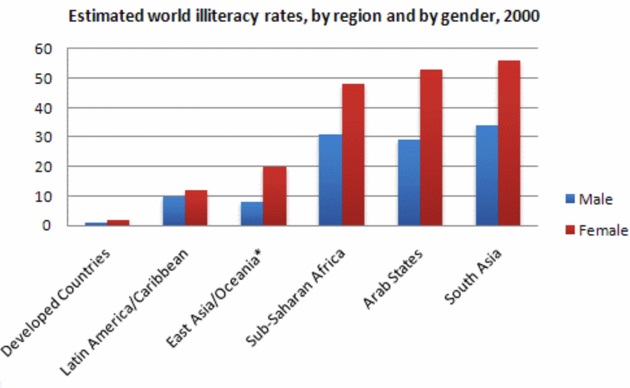 Estimated world illiteracy rates, by region and by gender, 2000
60
50
40
30
20
10
0
Male
Female
Developed Countries
Latin America/Caribbean
East Asia/Oceania*
Sub-Saharan Africa
Arab States
South Asia